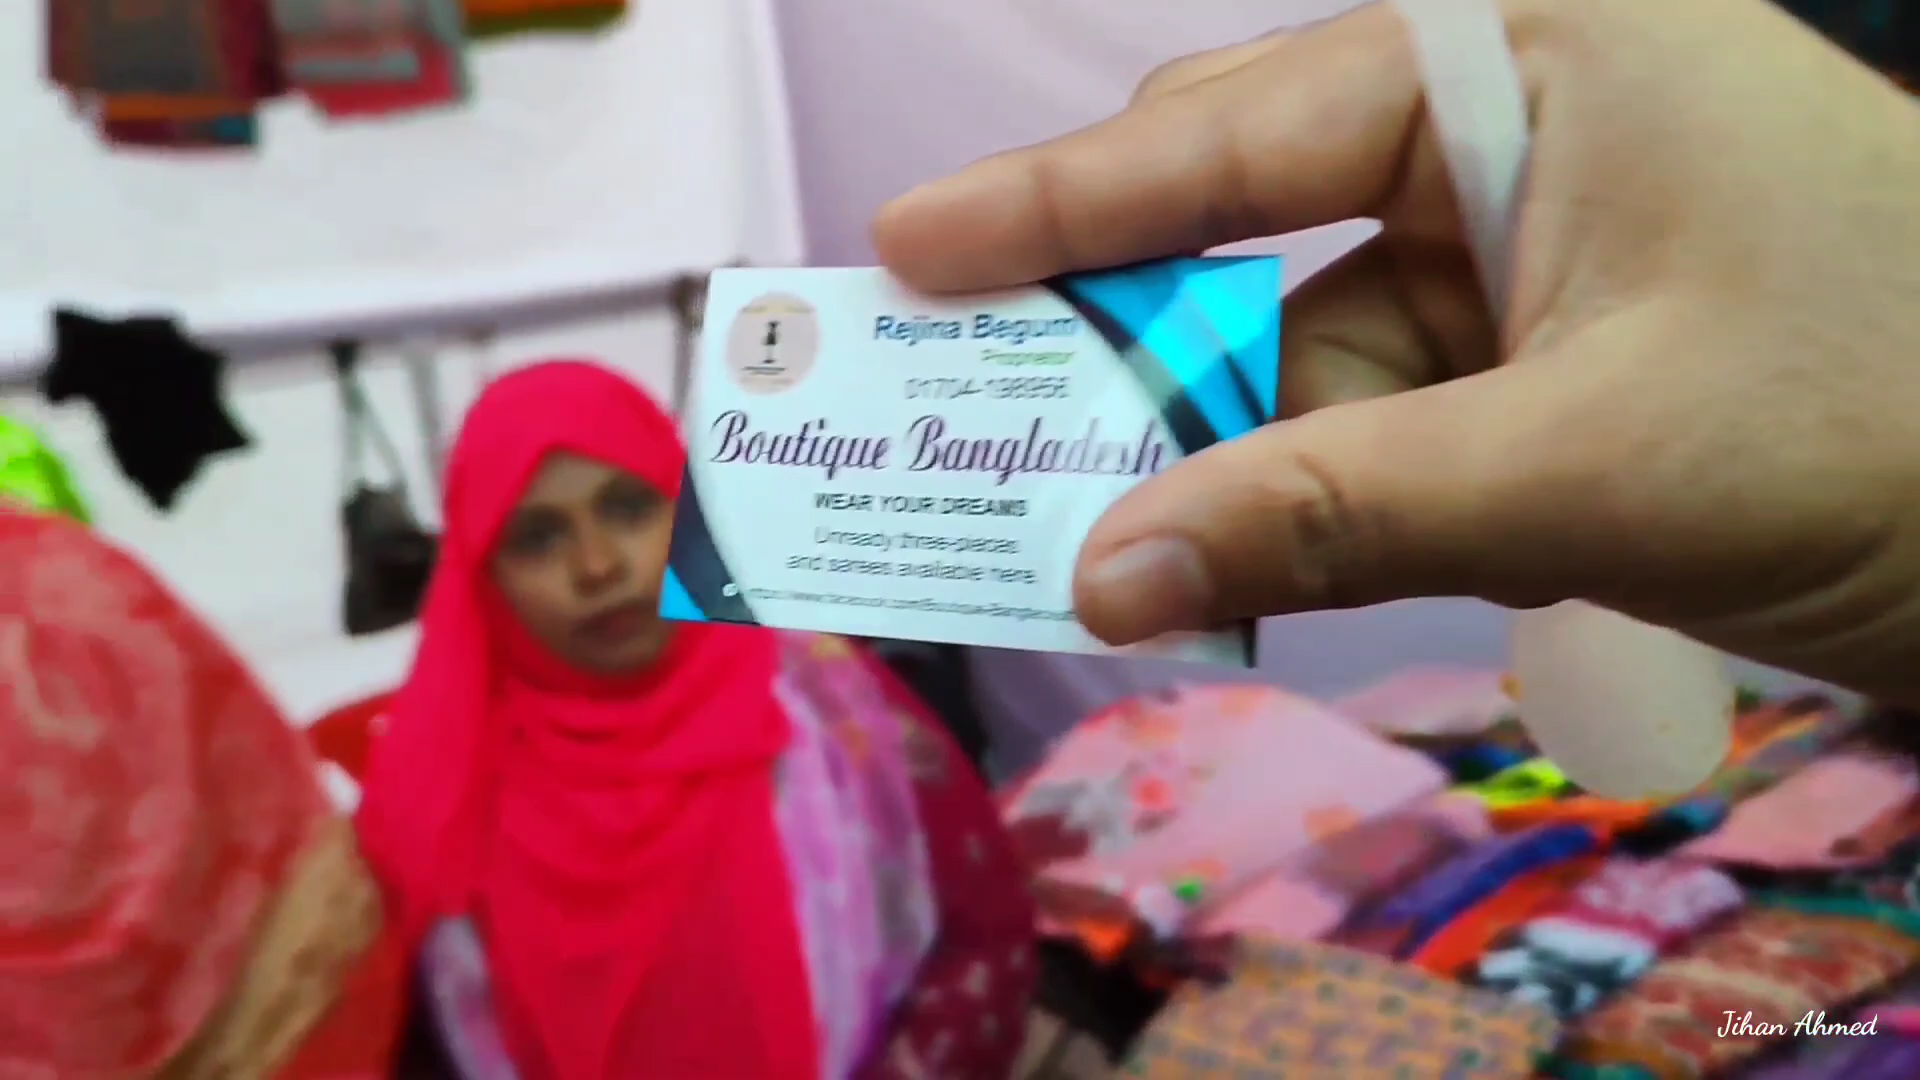 Rejina Begum
Proprietor
Boutique Bangladesh
WEAR YOUR DREAMS
Unready three-pieces
and sarees available here
Jihan Ahmed